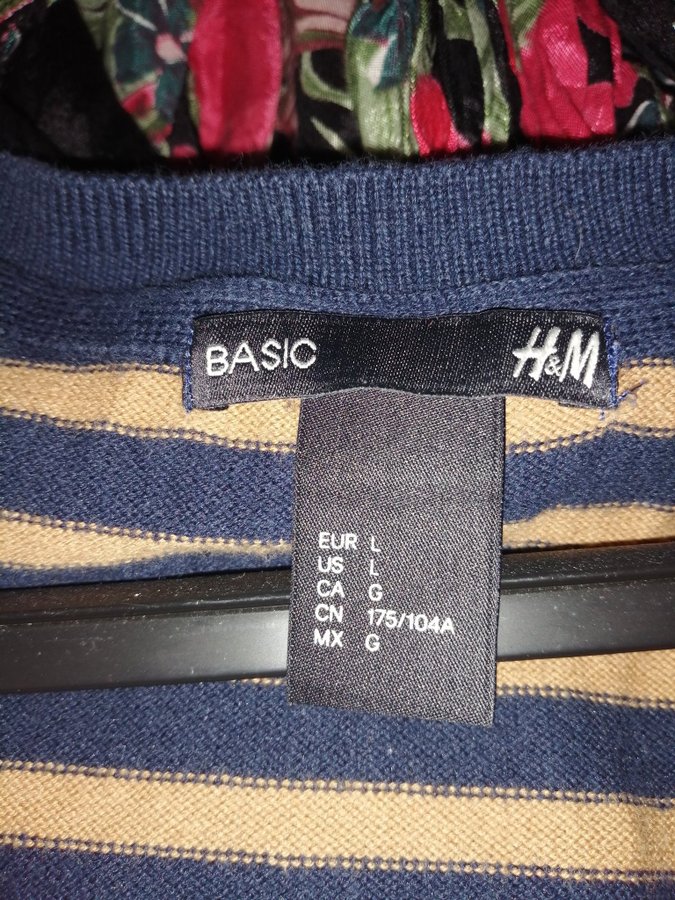 BASIC H&M
EUR L
US L
CA G
CN 175/104A
MX G